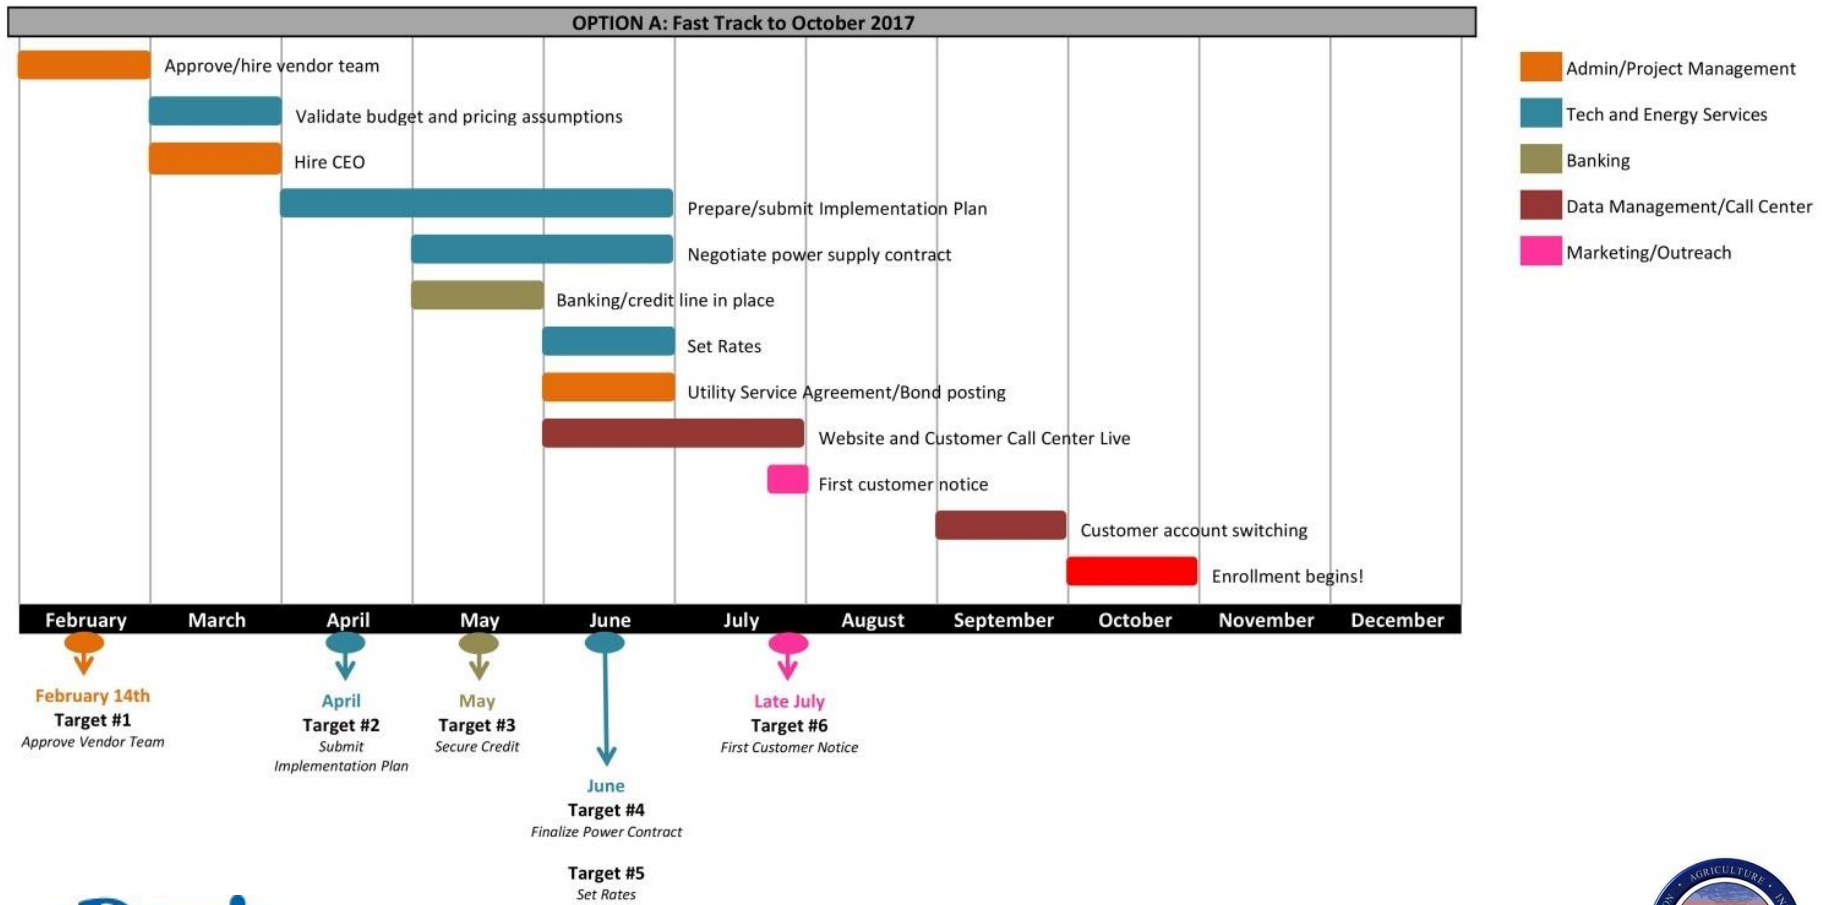 OPTION A: Fast Track to October 2017
Approve/hire vendor team
Validate budget and pricing assumptions
Hire CEO
Prepare/submit Implementation Plan
Negotiate power supply contract
Banking/credit line in place
Set Rates
Utility Service Agreement/Bond posting
Website and Customer Call Center Live
First customer notice
Customer account switching
Enrollment begins!
Admin/Project Management
Tech and Energy Services
Banking
Data Management/Call Center
Marketing/Outreach
February March April May June July August September October November December
February 14th
Target #1
Approve Vendor Team
April
Target #2
Submit
Implementation Plan
May
Target #3
Secure Credit
June
Target #4
Finalize Power Contract
Target #5
Set Rates
Late July
Target #6
First Customer Notice
AGRICULTURE